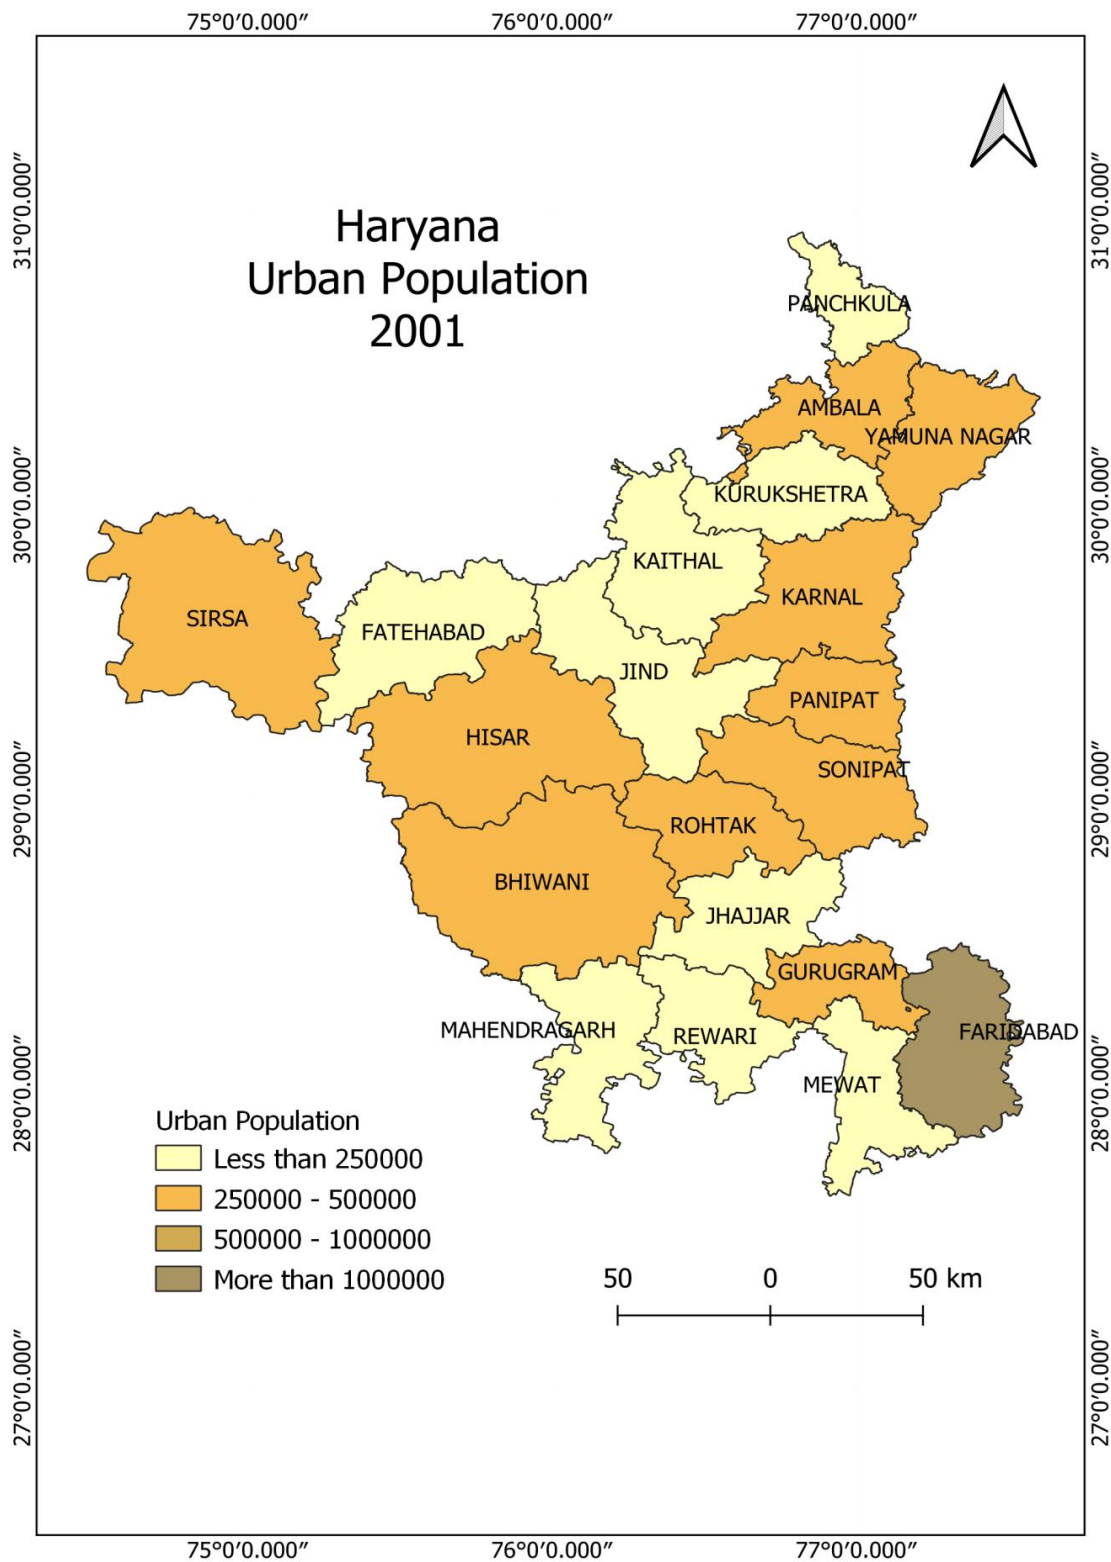 75°0′0.000″ 76°0′0.000″ 77°0′0.000″
31°0′0.000″ 31°0′0.000″
Haryana
Urban Population
2001
PANCHKULA
AMBALA
YAMUNA NAGAR
30°0′0.000″ 30°0′0.000″
KURUKSHETRA
KAITHAL
KARNAL
SIRSA
FATEHABAD
JIND
PANIPAT
HISAR
SONIPAT
29°0′0.000″ 29°0′0.000″
ROHTAK
BHIWANI
JHAJJAR
GURUGRAM
MAHENDRAGARH
REWARI
FARIDABAD
MEWAT
28°0′0.000″ 28°0′0.000″
Urban Population
Less than 250000
250000 - 500000
500000 - 1000000
More than 1000000
50 0 50 km
27°0′0.000″ 27°0′0.000″
75°0′0.000″ 76°0′0.000″ 77°0′0.000″